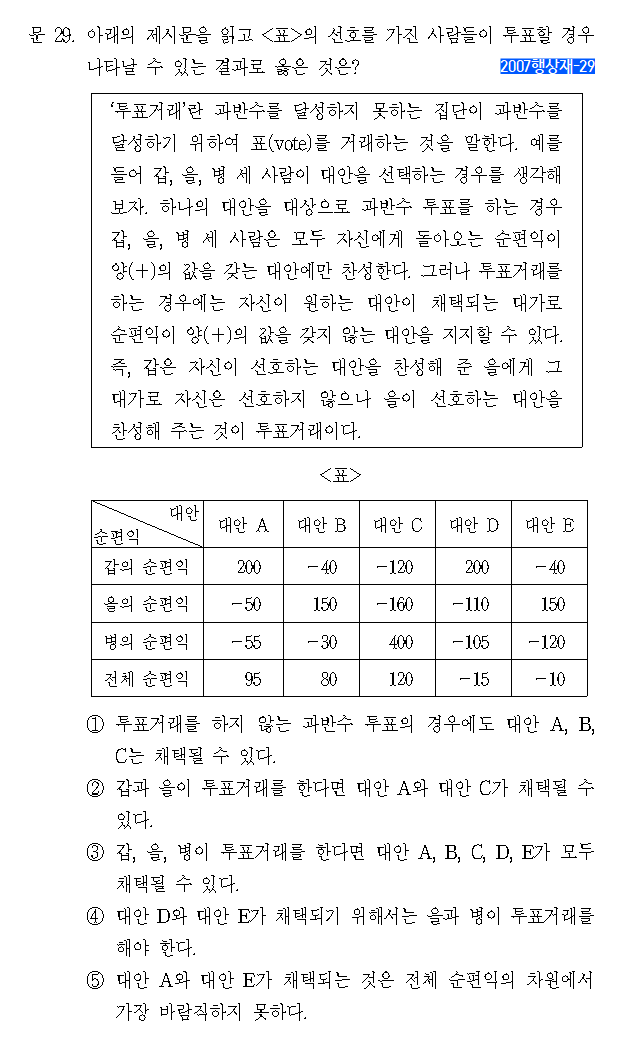 문 29. 아래의 제시문을 읽고 <표>의 선호를 가진 사람들이 투표할 경우
나타날 수 있는 결과로 옳은 것은?
2007행상재-29
‘투표거래’란 과반수를 달성하지 못하는 집단이 과반수를
달성하기 위하여 표(vote)를 거래하는 것을 말한다. 예를
들어 갑, 을, 병 세 사람이 대안을 선택하는 경우를 생각해
보자. 하나의 대안을 대상으로 과반수 투표를 하는 경우
갑, 을, 병 세 사람은 모두 자신에게 돌아오는 순편익이
양(+)의 값을 갖는 대안에만 찬성한다. 그러나 투표거래를
하는 경우에는 자신이 원하는 대안이 채택되는 대가로
순편익이 양(+)의 값을 갖지 않는 대안을 지지할 수 있다.
즉, 갑은 자신이 선호하는 대안을 찬성해 준 을에게 그
대가로 자신은 선호하지 않으나 을이 선호하는 대안을
찬성해 주는 것이 투표거래이다.
<표>
대안
순편익
대안 A 대안 B 대안 C 대안 D 대안 E
갑의 순편익 200 -40 -120 200 -40
을의 순편익 -50 150 -160 -110 150
병의 순편익 -55 -30 400 -105 -120
전체 순편익 95 80 120 -15 -10
① 투표거래를 하지 않는 과반수 투표의 경우에도 대안 A, B,
C는 채택될 수 있다.
② 갑과 을이 투표거래를 한다면 대안 A와 대안 C가 채택될 수
있다.
③ 갑, 을, 병이 투표거래를 한다면 대안 A, B, C, D, E가 모두
채택될 수 있다.
④ 대안 D와 대안 E가 채택되기 위해서는 을과 병이 투표거래를
해야 한다.
⑤ 대안 A와 대안 E가 채택되는 것은 전체 순편익의 차원에서
가장 바람직하지 못하다.